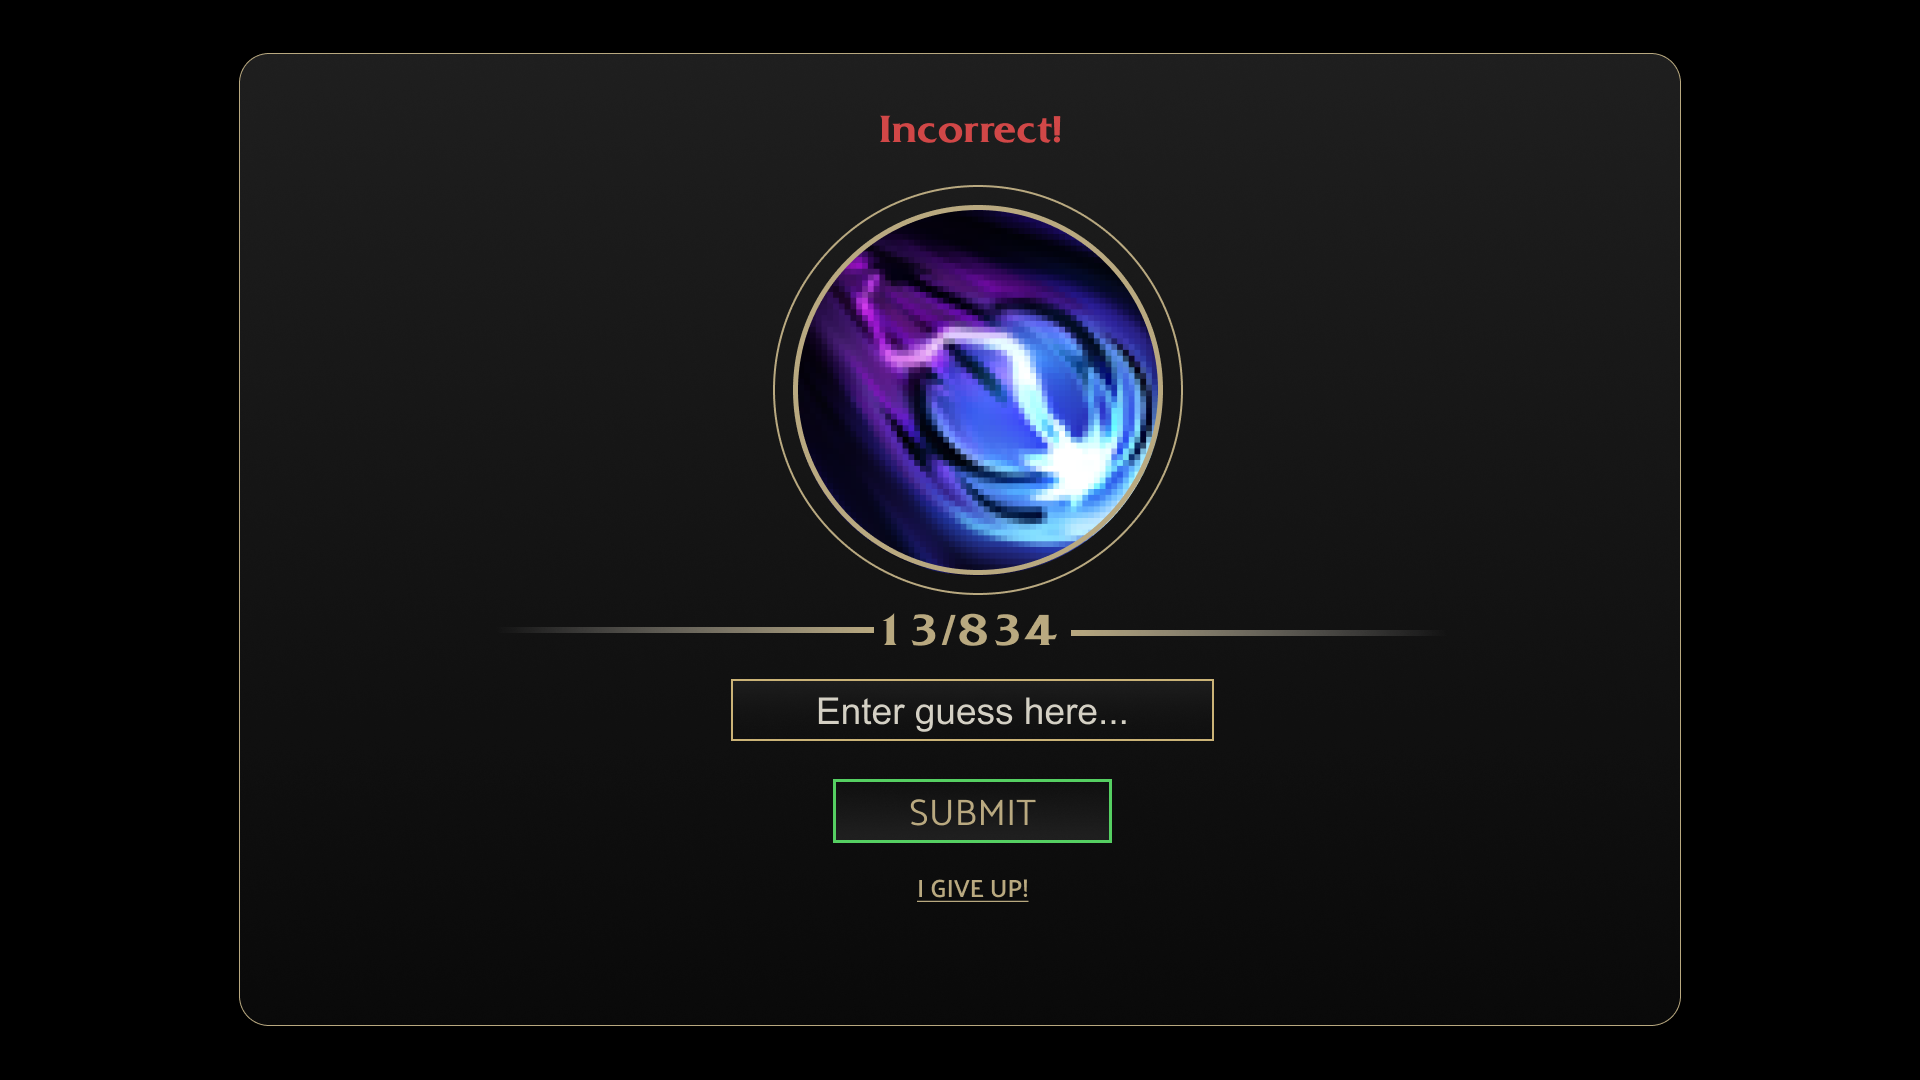 Incorrect!
13/834
Enter guess here...
SUBMIT
I GIVE UP!